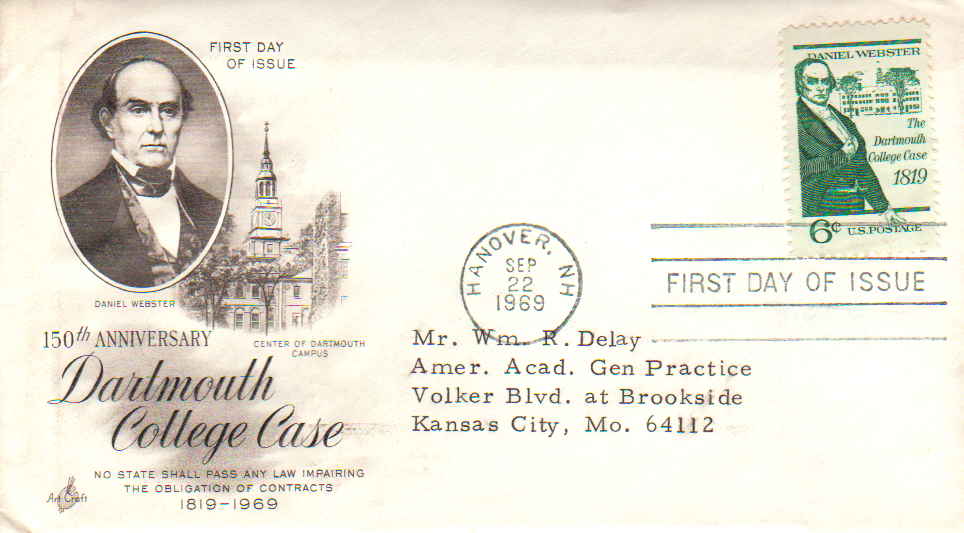 FIRST DAY
OF ISSUE
DANIEL WEBSTER
150th ANNIVERSARY
CENTER OF DARTMOUTH
CAMPUS
Dartmouth
College Case
NO STATE SHALL PASS ANY LAW IMPAIRING
THE OBLIGATION OF CONTRACTS
1819-1969
Art Craft
DANIEL WEBSTER
The
Dartmouth
College Case
1819
6¢ U.S. POSTAGE
HANOVER, NH
SEP
22
1969
FIRST DAY OF ISSUE
Mr. Wm. R. Delay
Amer. Acad. Gen Practice
Volker Blvd. at Brookside
Kansas City, Mo. 64112